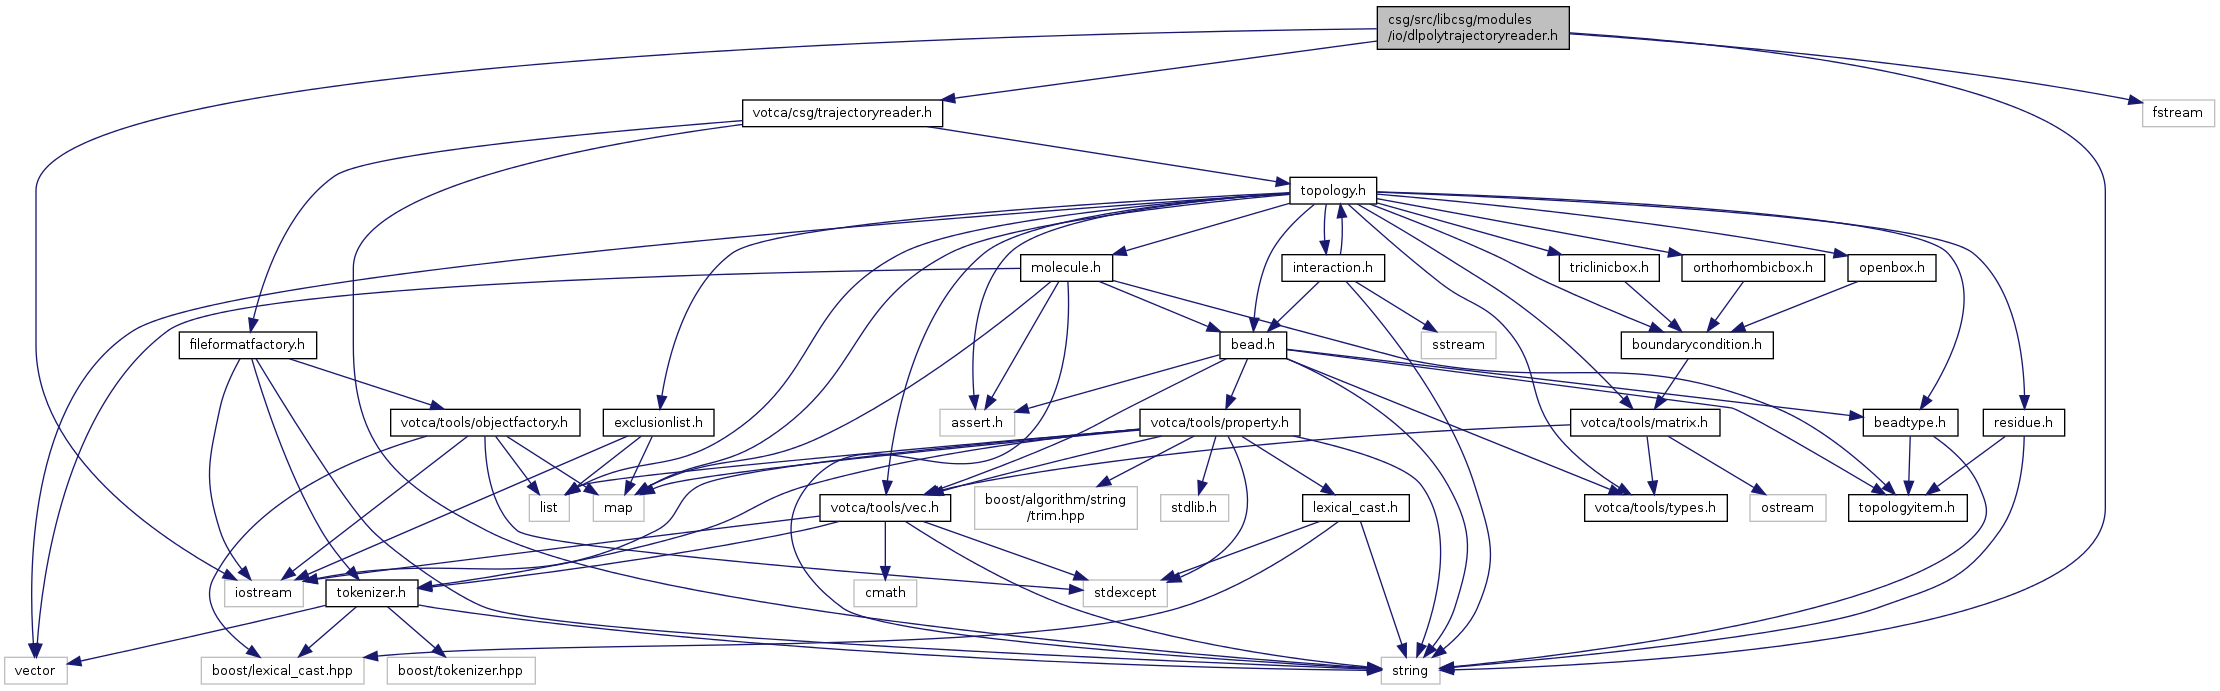 csg/src/libcsg/modules
/io/dlpolytrajectoryreader.h
votca/csg/trajectoryreader.h
fstream
topology.h
molecule.h
interaction.h
triclinicbox.h
orthorhombicbox.h
openbox.h
fileformatfactory.h
bead.h
sstream
boundarycondition.h
votca/tools/objectfactory.h
exclusionlist.h
assert.h
votca/tools/property.h
votca/tools/matrix.h
beadtype.h
residue.h
list
map
votca/tools/vec.h
boost/algorithm/string
/trim.hpp
stdlib.h
lexical_cast.h
votca/tools/types.h
ostream
topologyitem.h
iostream
tokenizer.h
cmath
stdexcept
vector
boost/lexical_cast.hpp
boost/tokenizer.hpp
string